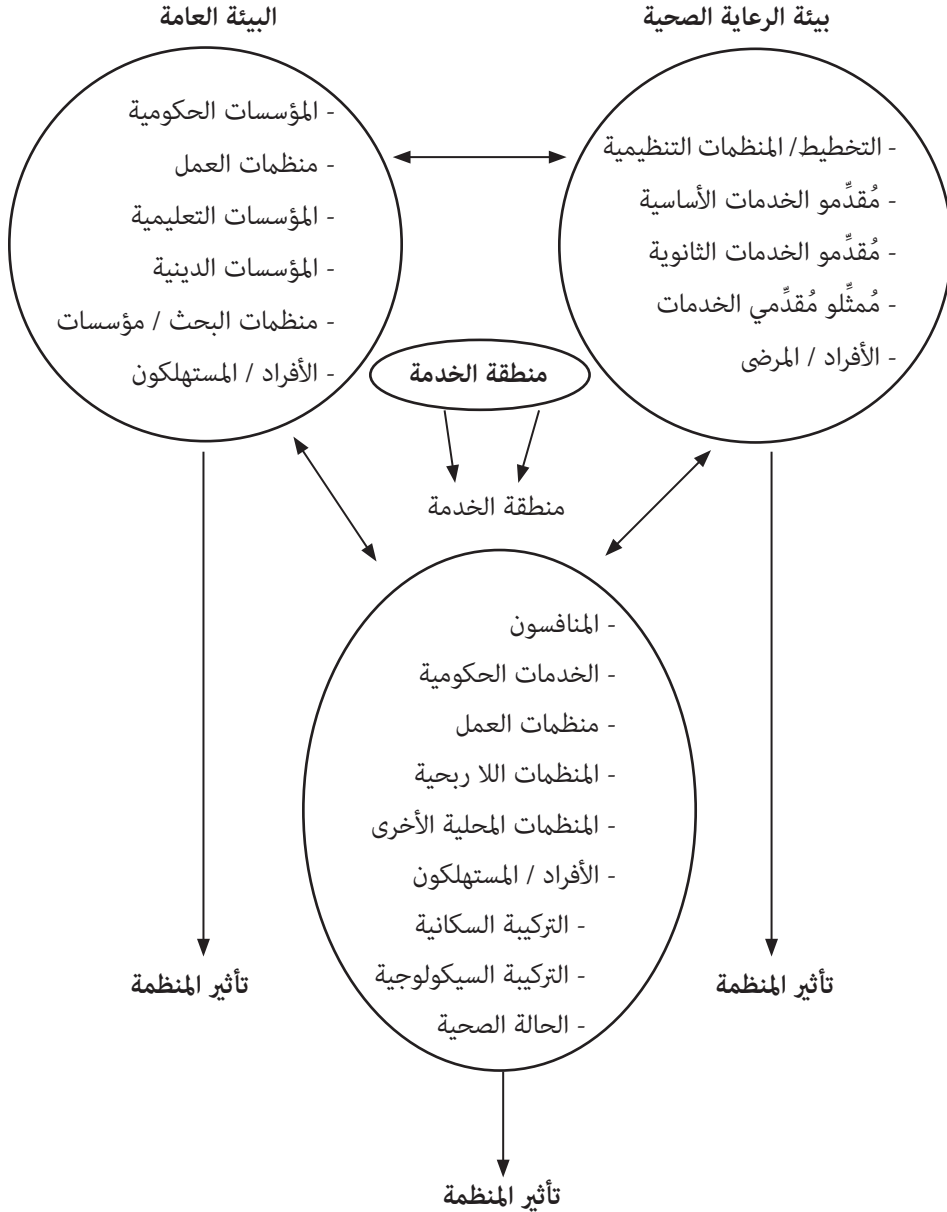 بيئة الرعاية الصحية
- التخطيط/ المنظمات التنظيمية
- مُقدِّمو الخدمات الأساسية
- مُقدِّمو الخدمات الثانوية
- مُمثِّلو مُقدِّمي الخدمات
- الأفراد / المرضى
البيئة العامة
- المؤسسات الحكومية
- منظمات العمل
- المؤسسات التعليمية
- المؤسسات الدينية
- منظمات البحث / مؤسسات
- الأفراد / المستهلكون
منطقة الخدمة
منطقة الخدمة
- المنافسون
- الخدمات الحكومية
- منظمات العمل
- المنظمات اللا ربحية
- المنظمات المحلية الأخرى
- الأفراد / المستهلكون
- التركيبة السكانية
- التركيبة السيكولوجية
- الحالة الصحية
تأثير المنظمة
تأثير المنظمة
تأثير المنظمة